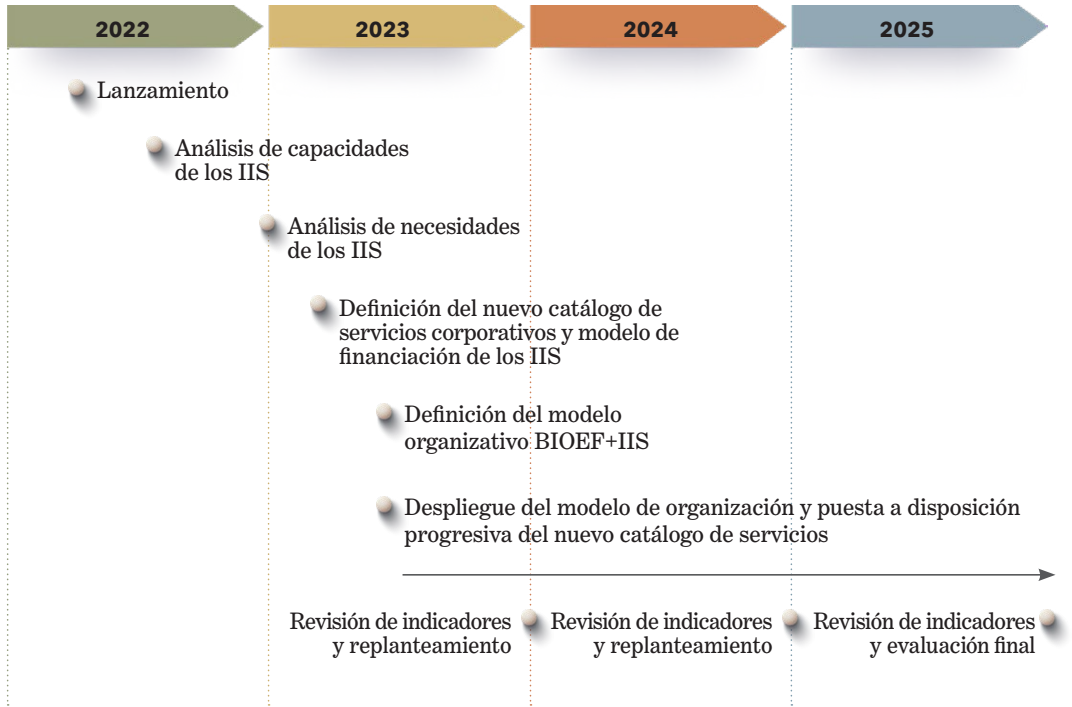 2022
2023
2024
2025
Lanzamiento
Análisis de capacidades
de los IIS
Análisis de necesidades
de los IIS
Definición del nuevo catálogo de
servicios corporativos y modelo de
financiación de los IIS
Definición del modelo
organizativo BIOEF+IIS
Despliegue del modelo de organización y puesta a disposición
progresiva del nuevo catálogo de servicios
Revisión de indicadores
y replanteamiento
Revisión de indicadores
y replanteamiento
Revisión de indicadores
y evaluación final